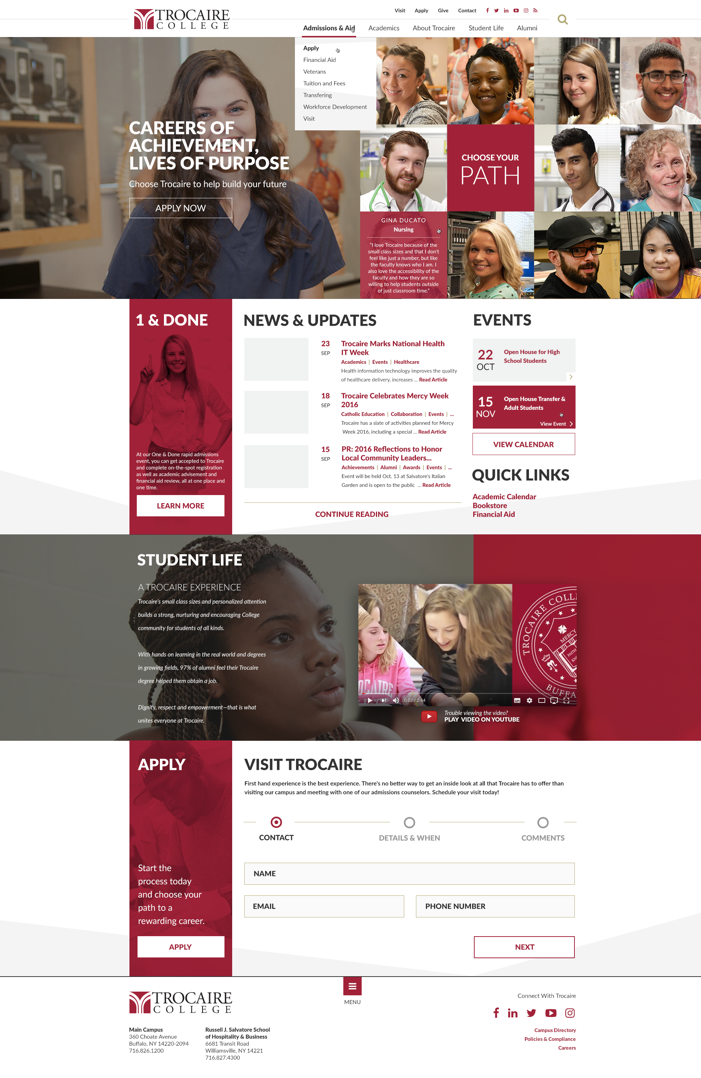 TROCAIRE
COLLEGE
Visit Apply Give Contact
Admissions & Aid Academics About Trocaire Student Life Alumni
Apply
Financial Aid
Veterans
Tuition and Fees
Transfering
Workforce Development
Visit
CAREERS OF
ACHIEVEMENT,
LIVES OF PURPOSE
Choose Trocaire to help build your future
APPLY NOW
CHOOSE YOUR
PATH
GINA DUCATO
Nursing
"I love Trocaire because of the
small class sizes and that I don't
feel like just a number, but like
the faculty knows who I am. I
also love the accessibility of the
faculty and how they are so
willing to help students outside
of just classroom time."
1 & DONE
At our One & Done rapid admissions
event, you can get accepted to Trocaire
and complete on-the-spot registration
as well as academic advisement and
financial aid review, all at one place and
one time.
LEARN MORE
NEWS & UPDATES
23
SEP
Trocaire Marks National Health
IT Week
Academics | Events | Healthcare
Health information technology improves the quality
of healthcare delivery, increases ... Read Article
18
SEP
Trocaire Celebrates Mercy Week
2016
Catholic Education | Collaboration | Events | ...
Trocaire has a slate of activities planned for Mercy
Week 2016, including a special ... Read Article
15
SEP
PR: 2016 Reflections to Honor
Local Community Leaders...
Achievements | Alumni | Awards | Events | ...
Event will be held Oct. 13 at Salvatore's Italian
Garden and is open to the public ... Read Article
CONTINUE READING
EVENTS
22
OCT
Open House for High
School Students
15
NOV
Open House Transfer &
Adult Students
View Event
VIEW CALENDAR
QUICK LINKS
Academic Calendar
Bookstore
Financial Aid
STUDENT LIFE
A TROCAIRE EXPERIENCE
Trocaire's small class sizes and personalized attention
builds a strong, nurturing and encouraging College
community for students of all kinds.
With hands on learning in the real world and degrees
in growing fields, 97% of alumni feel their Trocaire
degree helped them obtain a job.
Dignity, respect and empowerment—that is what
unites everyone at Trocaire.
Trouble viewing the video?
PLAY VIDEO ON YOUTUBE
APPLY
Start the
process today
and choose your
path to a
rewarding career.
APPLY
VISIT TROCAIRE
First hand experience is the best experience. There's no better way to get an inside look at all that Trocaire has to offer than
visiting our campus and meeting with one of our admissions counselors. Schedule your visit today!
CONTACT DETAILS & WHEN COMMENTS
NAME
EMAIL PHONE NUMBER
NEXT
TROCAIRE
COLLEGE
Main Campus
360 Choate Avenue
Buffalo, NY 14220-2094
716.826.1200
Russell J. Salvatore School
of Hospitality & Business
6681 Transit Road
Williamsville, NY 14221
716.827.4300
MENU
Connect With Trocaire
Campus Directory
Policies & Compliance
Careers